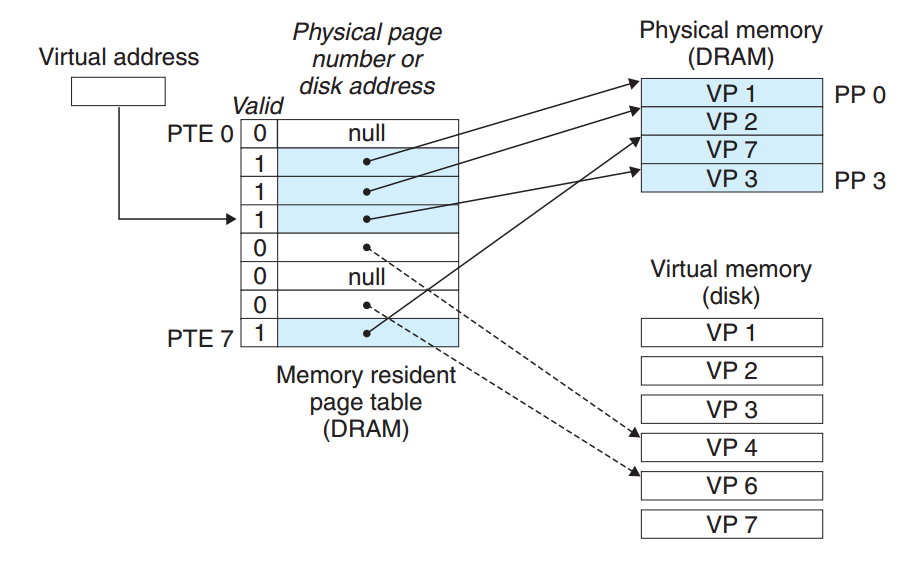 Virtual address
Physical page
number or
disk address
Valid
PTE 0
0
null
1
1
1
0
0
null
0
PTE 7
1
Memory resident
page table
(DRAM)
Physical memory
(DRAM)
VP 1
PP 0
VP 2
VP 7
VP 3
PP 3
Virtual memory
(disk)
VP 1
VP 2
VP 3
VP 4
VP 6
VP 7